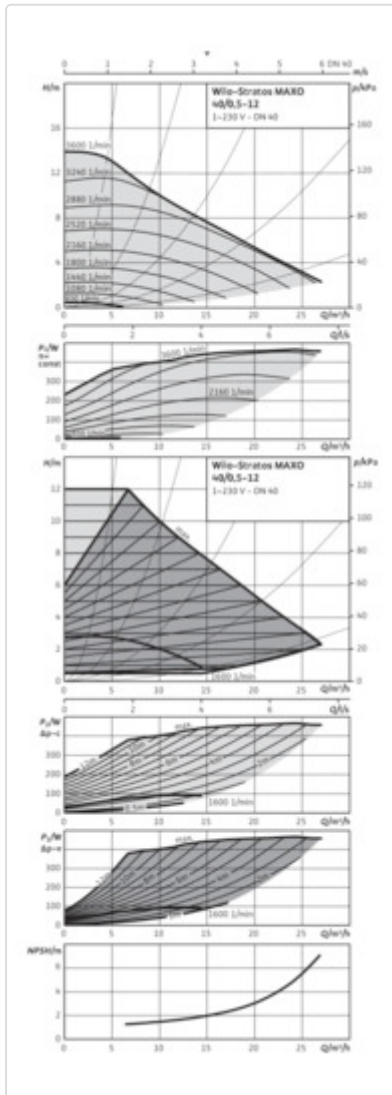 v
0 1 2 3 4 5 6 DN 40
m/s
H/m
p/kPa
Wilo-Stratos MAXO
40/0,5-12
1~230 V - DN 40
16
12
8
4
0
160
120
80
40
0
3600 1/min
3240 1/min
2880 1/min
2520 1/min
2160 1/min
1800 1/min
1440 1/min
1080 1/min
0 5 10 15 20 25 Q/m³/h
0 2 4 6 Q/l/s
P₁/W
n=
const
300
200
100
0
3600 1/min
2160 1/min
0 5 10 15 20 25 Q/m³/h
H/m
p/kPa
Wilo-Stratos MAXO
40/0,5-12
1~230 V - DN 40
12
10
8
6
4
2
0
120
100
80
60
40
20
0
max.
1600 1/min
0 5 10 15 20 25 Q/m³/h
0 2 4 6 Q/l/s
P₁/W
Δp-c
300
200
100
0
max.
12m
10m
8m
6m
4m
1600 1/min
0 5 10 15 20 25 Q/m³/h
P₁/W
Δp-v
300
200
100
0
max.
12m
10m
8m
1600 1/min
0 5 10 15 20 25 Q/m³/h
NPSH/m
6
4
2
0
0 5 10 15 20 25 Q/m³/h